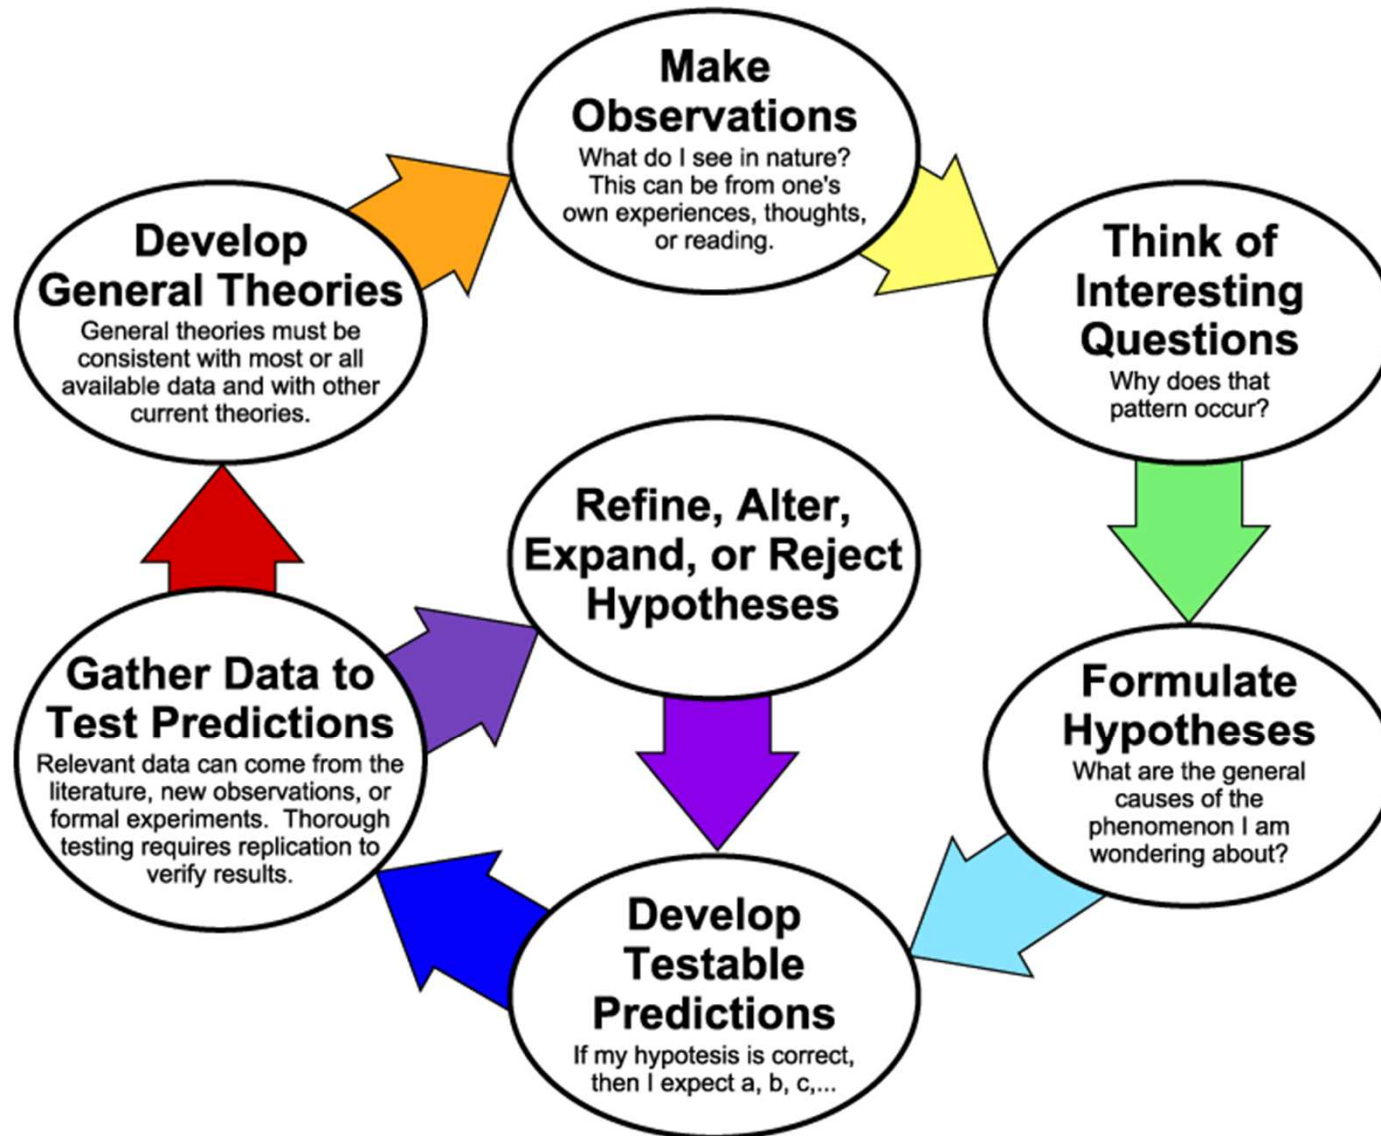 Make
Observations
What do I see in nature?
This can be from one's
own experiences, thoughts,
or reading.
Think of
Interesting
Questions
Why does that
pattern occur?
Formulate
Hypotheses
What are the general
causes of the
phenomenon I am
wondering about?
Develop
Testable
Predictions
If my hypotesis is correct,
then I expect a, b, c,...
Gather Data to
Test Predictions
Relevant data can come from the
literature, new observations, or
formal experiments.  Thorough
testing requires replication to
verify results.
Refine, Alter,
Expand, or Reject
Hypotheses
Develop
General Theories
General theories must be
consistent with most or all
available data and with other
current theories.